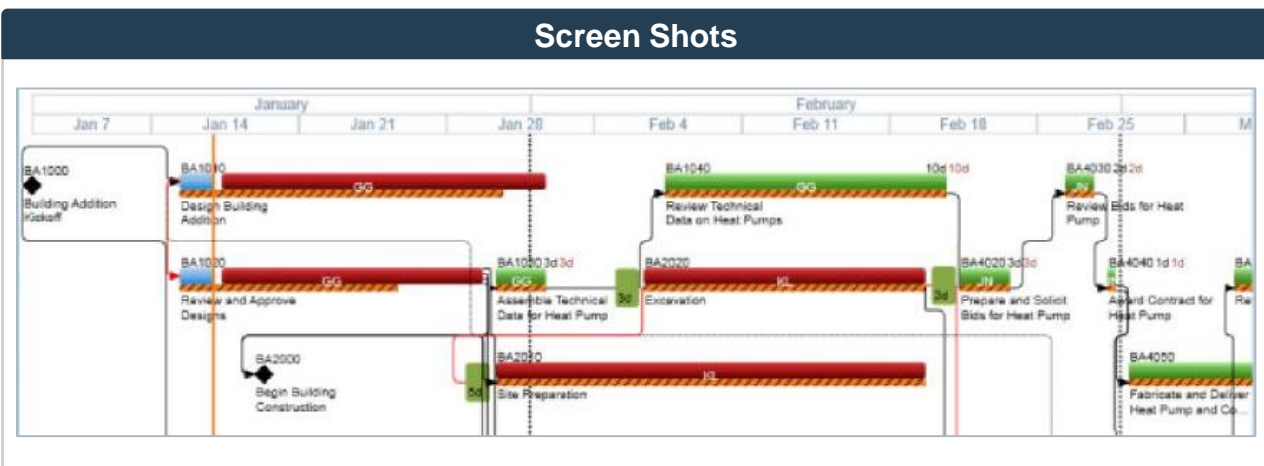 Screen Shots
January February
Jan 7 Jan 14 Jan 21 Jan 28 Feb 4 Feb 11 Feb 18 Feb 25 M
BA1000
Building Addition
Kickoff
BA1010
GG
Design Building
Addition
BA1040 10d 10d
GG
Review Technical
Data on Heat Pumps
BA4030 2d 2d
JN
Review Bids for Heat
Pump
BA1020
GG
Review and Approve
Designs
BA1030 3d 3d
GG
Assemble Technical
Data for Heat Pump
3d
BA2020
KL
Excavation
3d
BA4020 3d 3d
JN
Prepare and Solicit
Bids for Heat Pump
BA4040 1d 1d
Award Contract for
Heat Pump
BA
Re
BA2000
Begin Building
Construction
5d
BA2010
KL
Site Preparation
BA4050
Fabricate and Deliver
Heat Pump and Co...